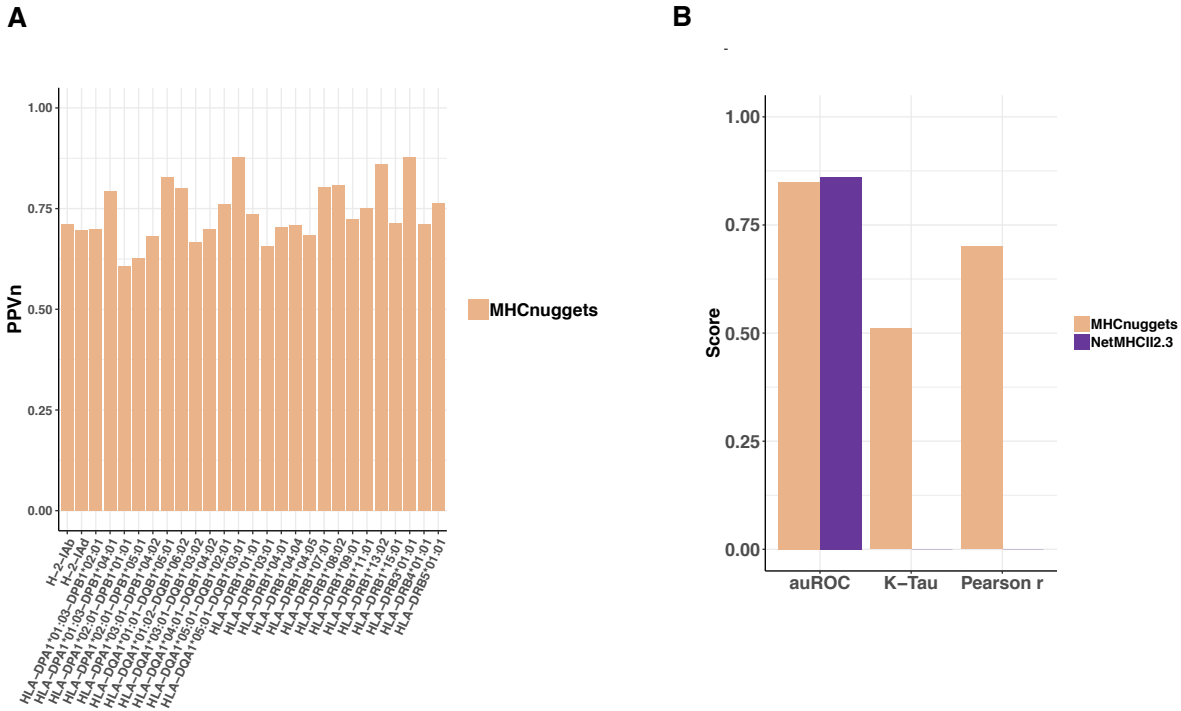 A
PPVn
1.00
0.75
0.50
0.25
0.00
H−2−IAb
H−2−IAd
HLA−DPA1*01:03−DPB1*02:01
HLA−DPA1*01:03−DPB1*04:01
HLA−DPA1*02:01−DPB1*01:01
HLA−DPA1*02:01−DPB1*05:01
HLA−DPA1*03:01−DPB1*04:02
HLA−DQA1*01:01−DQB1*05:01
HLA−DQA1*01:02−DQB1*06:02
HLA−DQA1*03:01−DQB1*03:02
HLA−DQA1*04:01−DQB1*04:02
HLA−DQA1*05:01−DQB1*02:01
HLA−DQA1*05:01−DQB1*03:01
HLA−DRB1*01:01
HLA−DRB1*03:01
HLA−DRB1*04:01
HLA−DRB1*04:04
HLA−DRB1*04:05
HLA−DRB1*07:01
HLA−DRB1*08:02
HLA−DRB1*09:01
HLA−DRB1*11:01
HLA−DRB1*13:02
HLA−DRB1*15:01
HLA−DRB3*01:01
HLA−DRB4*01:01
HLA−DRB5*01:01
MHCnuggets
B
-
Score
1.00
0.75
0.50
0.25
0.00
auROC
K−Tau
Pearson r
MHCnuggets
NetMHCII2.3